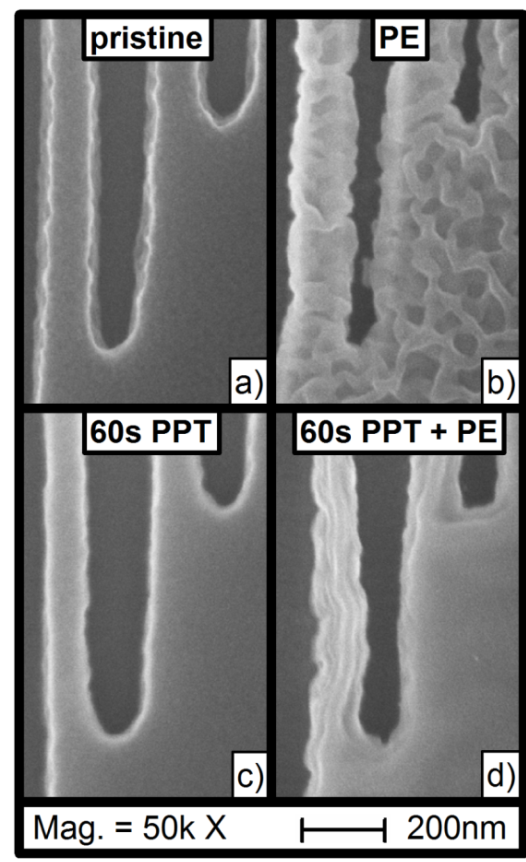 pristine
PE
a)
b)
60s PPT
60s PPT + PE
c)
d)
Mag. = 50k X
200nm